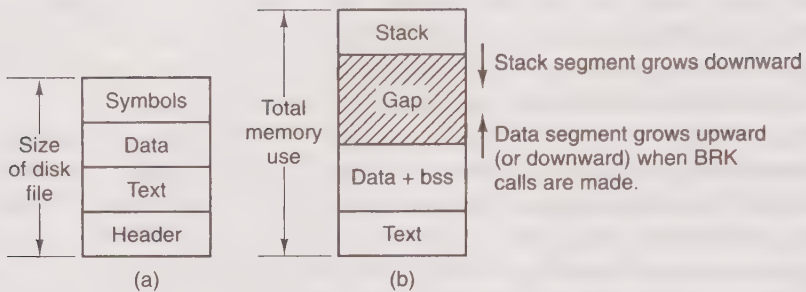 Symbols
Data
Text
Header
Size
of disk
file
(a)
Stack
Gap
Data + bss
Text
Total
memory
use
(b)
Stack segment grows downward
Data segment grows upward
(or downward) when BRK
calls are made.